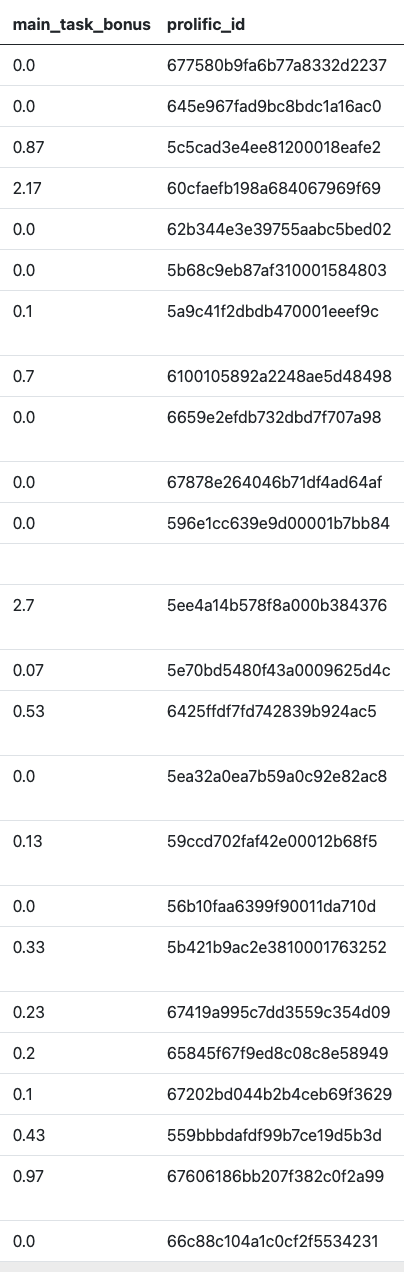 main_task_bonus prolific_id
0.0 677580b9fa6b77a8332d2237
0.0 645e967fad9bc8bdc1a16ac0
0.87 5c5cad3e4ee81200018eafe2
2.17 60cfaefb198a684067969f69
0.0 62b344e3e39755aabc5bed02
0.0 5b68c9eb87af310001584803
0.1 5a9c41f2dbdb470001eeef9c
0.7 6100105892a2248ae5d48498
0.0 6659e2efdb732dbd7f707a98
0.0 67878e264046b71df4ad64af
0.0 596e1cc639e9d00001b7bb84
2.7 5ee4a14b578f8a000b384376
0.07 5e70bd5480f43a0009625d4c
0.53 6425ffdf7fd742839b924ac5
0.0 5ea32a0ea7b59a0c92e82ac8
0.13 59ccd702faf42e00012b68f5
0.0 56b10faa6399f90011da710d
0.33 5b421b9ac2e3810001763252
0.23 67419a995c7dd3559c354d09
0.2 65845f67f9ed8c08c8e58949
0.1 67202bd044b2b4ceb69f3629
0.43 559bbbdafdf99b7ce19d5b3d
0.97 67606186bb207f382c0f2a99
0.0 66c88c104a1c0cf2f5534231